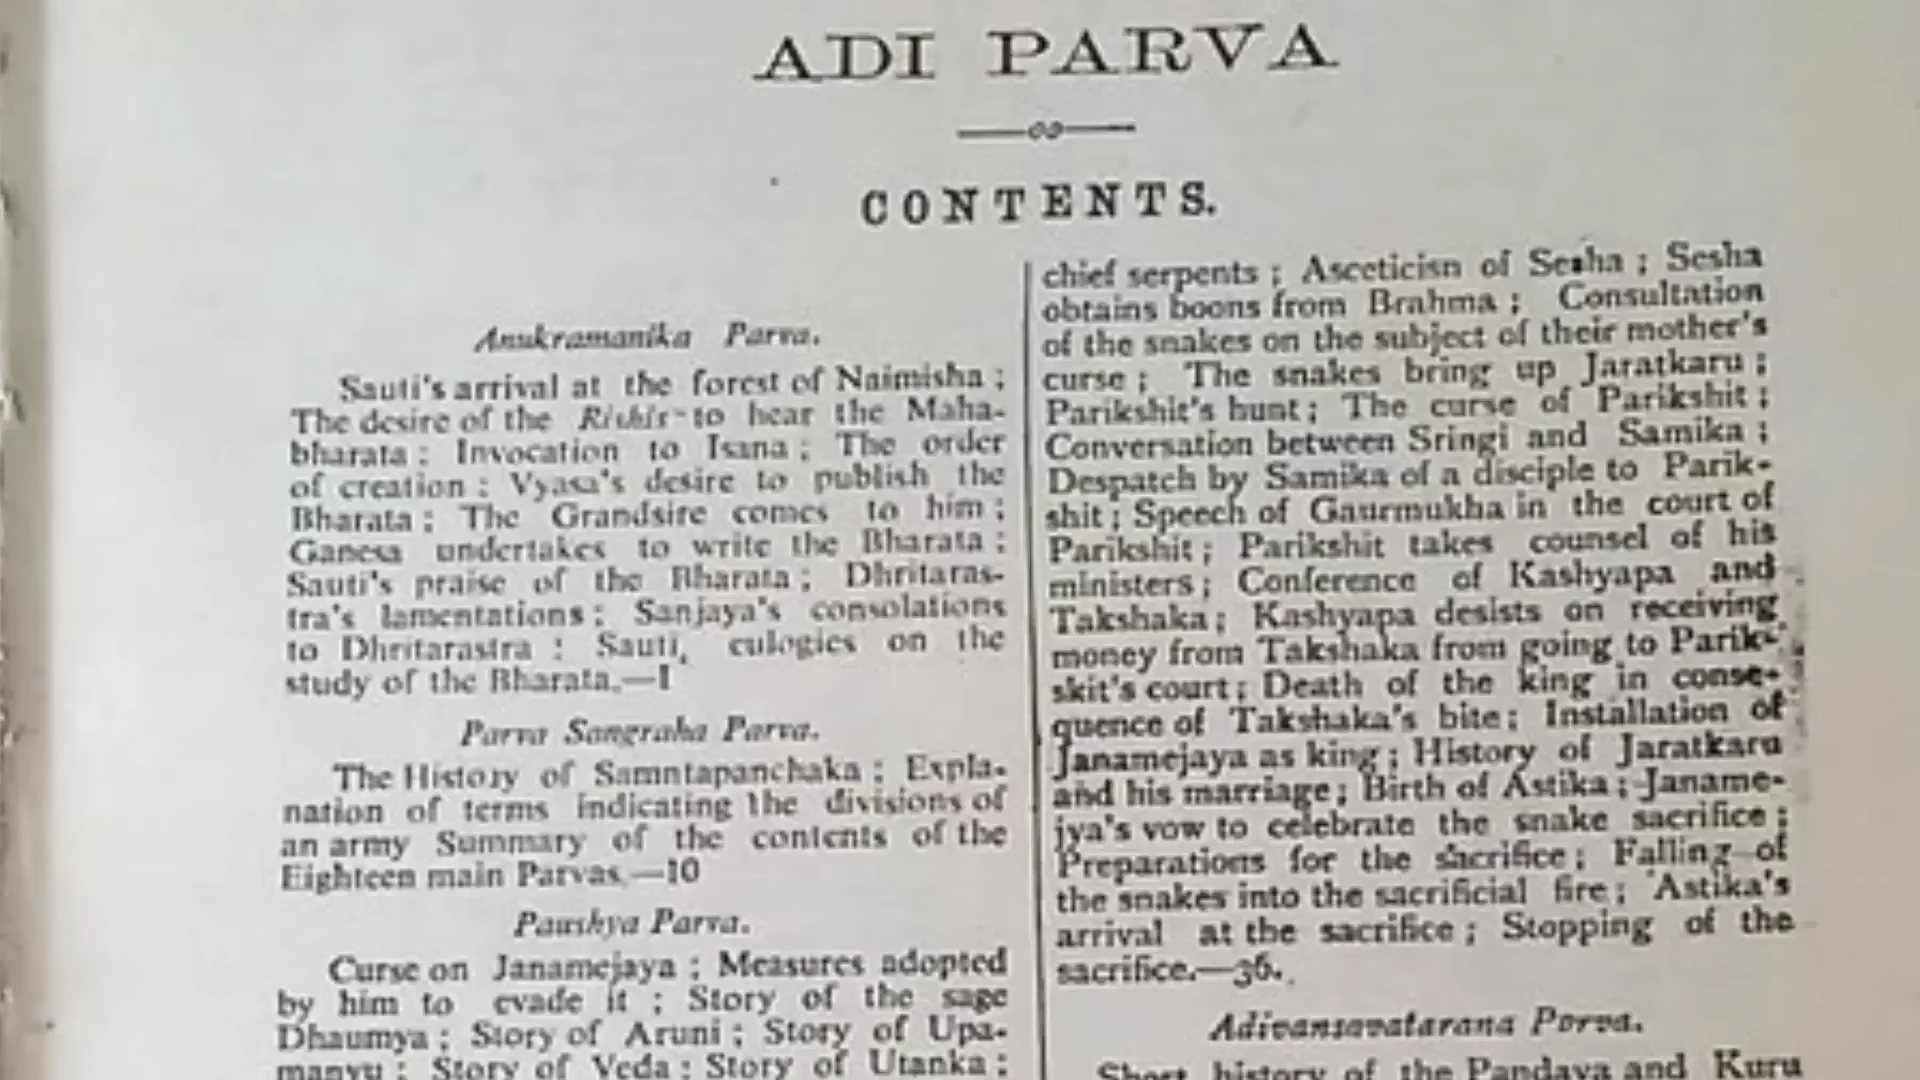 ADI PARVA
CONTENTS.
Anukramanika Parva.
Sauti's arrival at the forest of Naimisha ;
The desire of the Rishis to hear the Maha-
bharata ; Invocation to Isana ; The order
of creation ; Vyasa's desire to publish the
Bharata ; The Grandsire comes to him ;
Ganesa undertakes to write the Bharata ;
Sauti's praise of the Bharata ; Dhritaras-
tra's lamentations ; Sanjaya's consolations
to Dhritarastra ; Sauti, eulogies on the
study of the Bharata.—1
Parva Sangraha Parva.
The History of Samntapanchaka ; Expla-
nation of terms indicating the divisions of
an army Summary of the contents of the
Eighteen main Parvas.—10
Paushya Parva.
Curse on Janamejaya ; Measures adopted
by him to evade it ; Story of the sage
Dhaumya ; Story of Aruni ; Story of Upa-
manyu ; Story of Veda ; Story of Utanka ;
chief serpents ; Asceticisn of Sesha ; Sesha
obtains boons from Brahma ; Consultation
of the snakes on the subject of their mother's
curse ; The snakes bring up Jaratkaru ;
Parikshit's hunt ; The curse of Parikshit ;
Conversation between Sringi and Samika ;
Despatch by Samika of a disciple to Parik-
shit ; Speech of Gaurmukha in the court of
Parikshit ; Parikshit takes counsel of his
ministers ; Conference of Kashyapa and
Takshaka ; Kashyapa desists on receiving
money from Takshaka from going to Parik-
skit's court ; Death of the king in conse-
quence of Takshaka's bite ; Installation of
Janamejaya as king ; History of Jaratkaru
and his marriage ; Birth of Astika ; Janame-
jya's vow to celebrate the snake sacrifice ;
Preparations for the sacrifice ; Falling of
the snakes into the sacrificial fire ; Astika's
arrival at the sacrifice ; Stopping of the
sacrifice.—36.
Adivansavatarana Porva.
Short history of the Pandava and Kuru